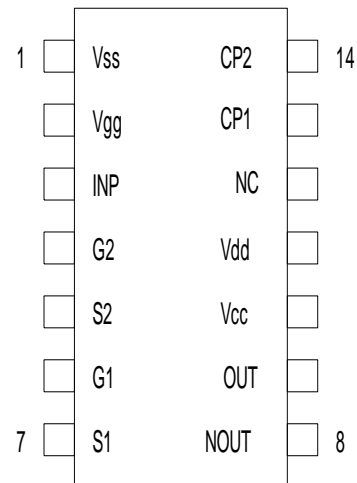 1 Vss CP2 14
Vgg CP1
INP NC
G2 Vdd
S2 Vcc
G1 OUT
7 S1 NOUT 8